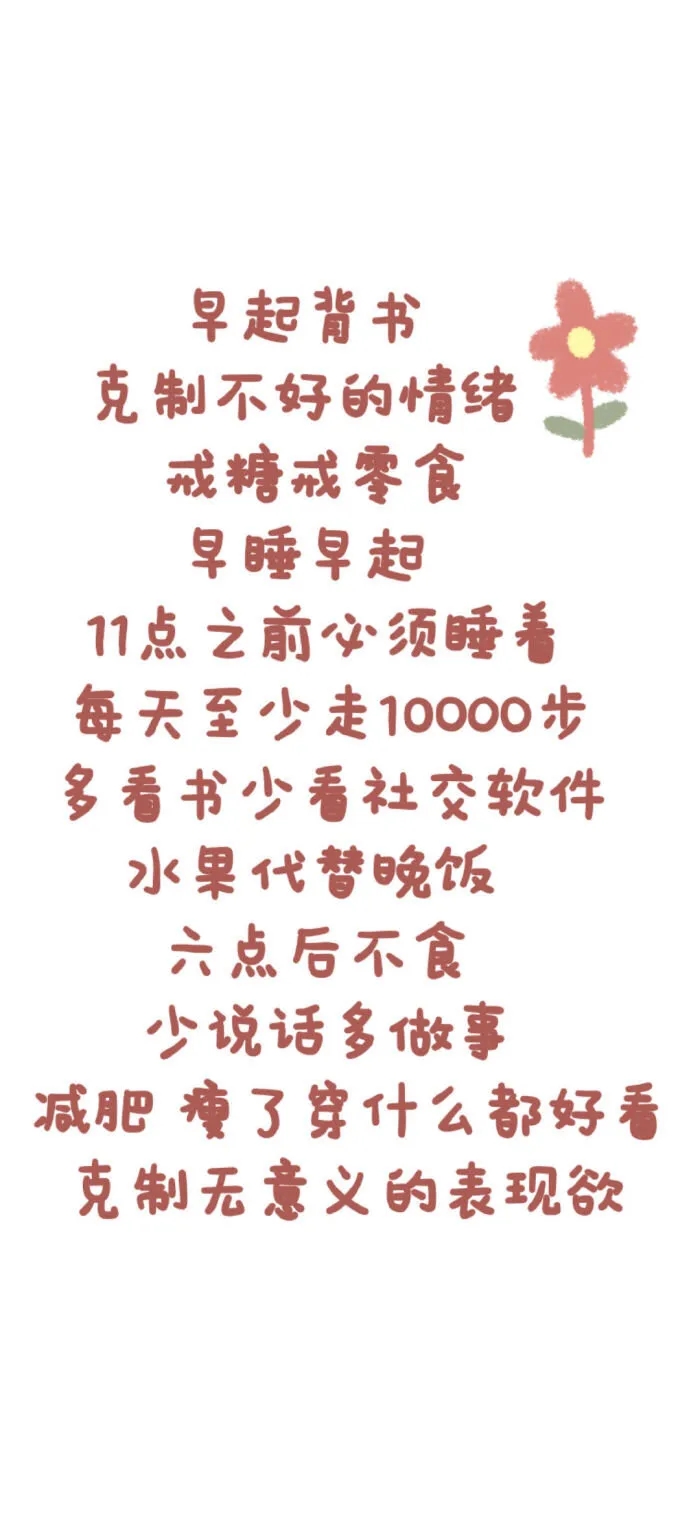 早起背书
克制不好的情绪
戒糖戒零食
早睡早起
11点之前必须睡着
每天至少走10000步
多看书少看社交软件
水果代替晚饭
六点后不食
少说话多做事
减肥 瘦了穿什么都好看
克制无意义的表现欲